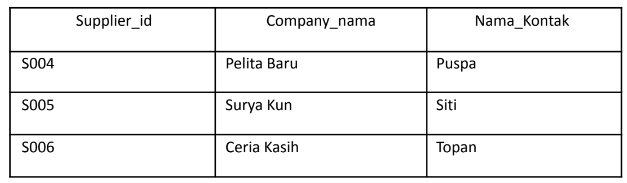 Supplier_id Company_nama Nama_Kontak
S004 Pelita Baru Puspa
S005 Surya Kun Siti
S006 Ceria Kasih Topan